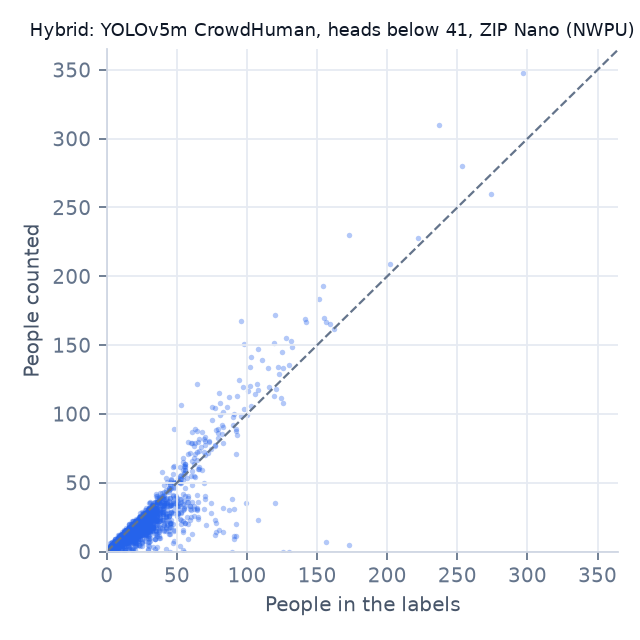 Hybrid: YOLOv5m CrowdHuman, heads below 41, ZIP Nano (NWPU)
350
300
250
200
150
100
50
0
People counted
0 50 100 150 200 250 300 350
People in the labels